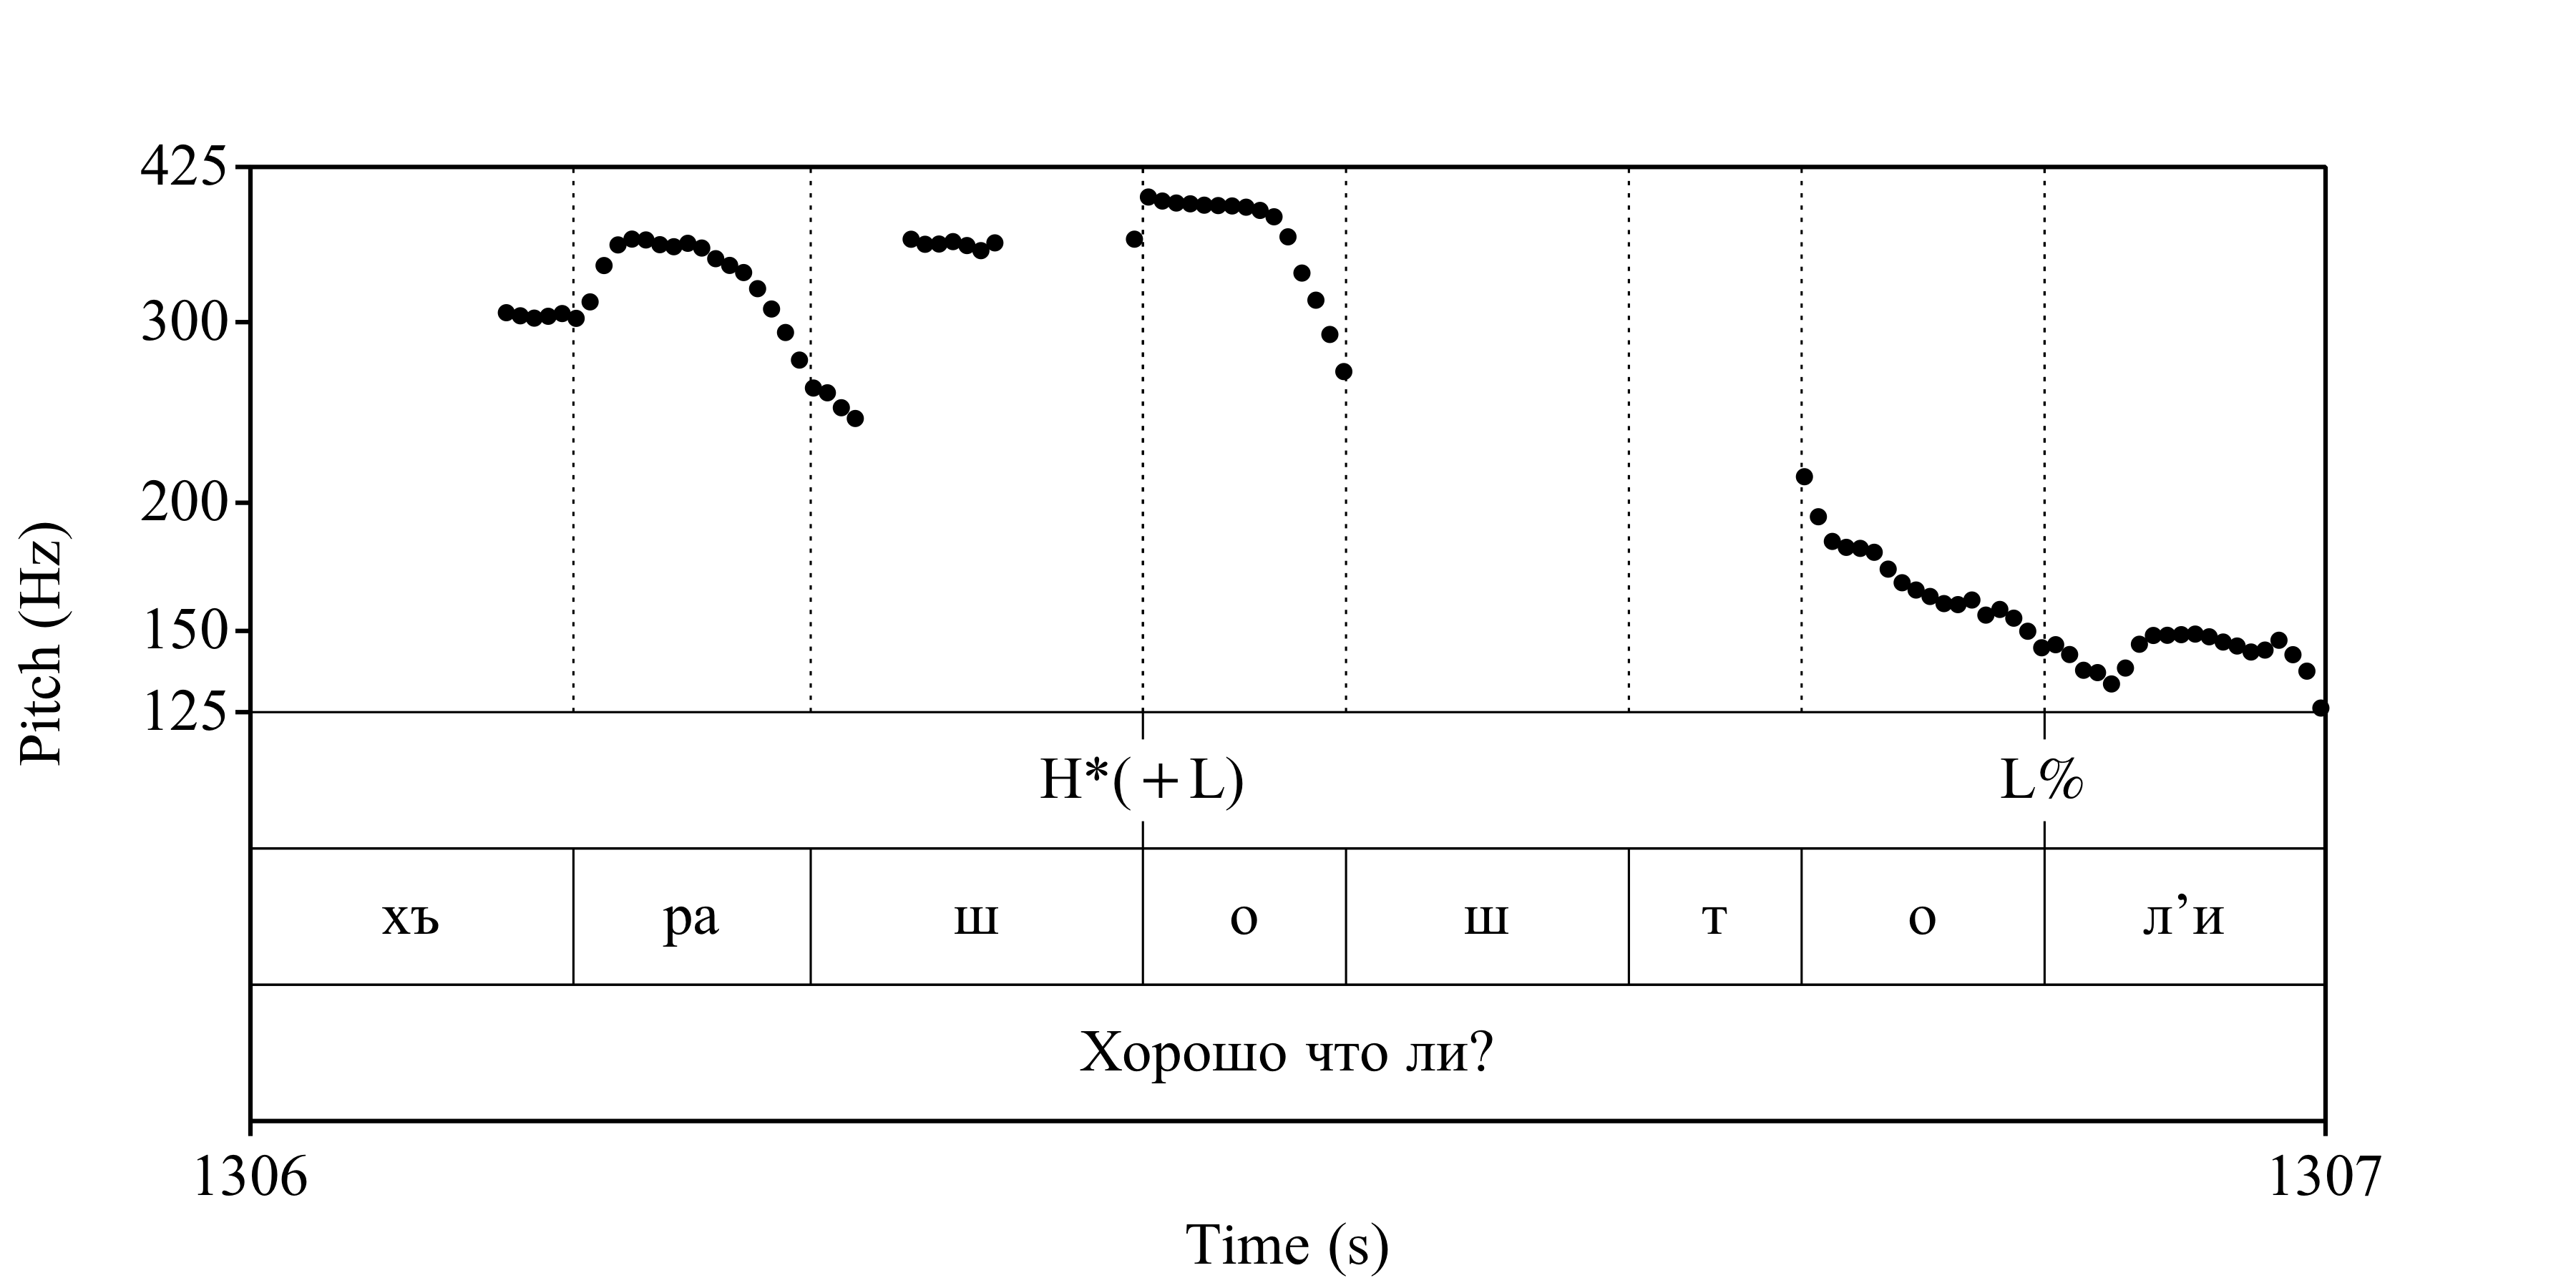 425
300
200
150
125
Pitch (Hz)
H*(+L) L%
хъ ра ш о ш т о л’и
Хорошо что ли?
1306 1307
Time (s)